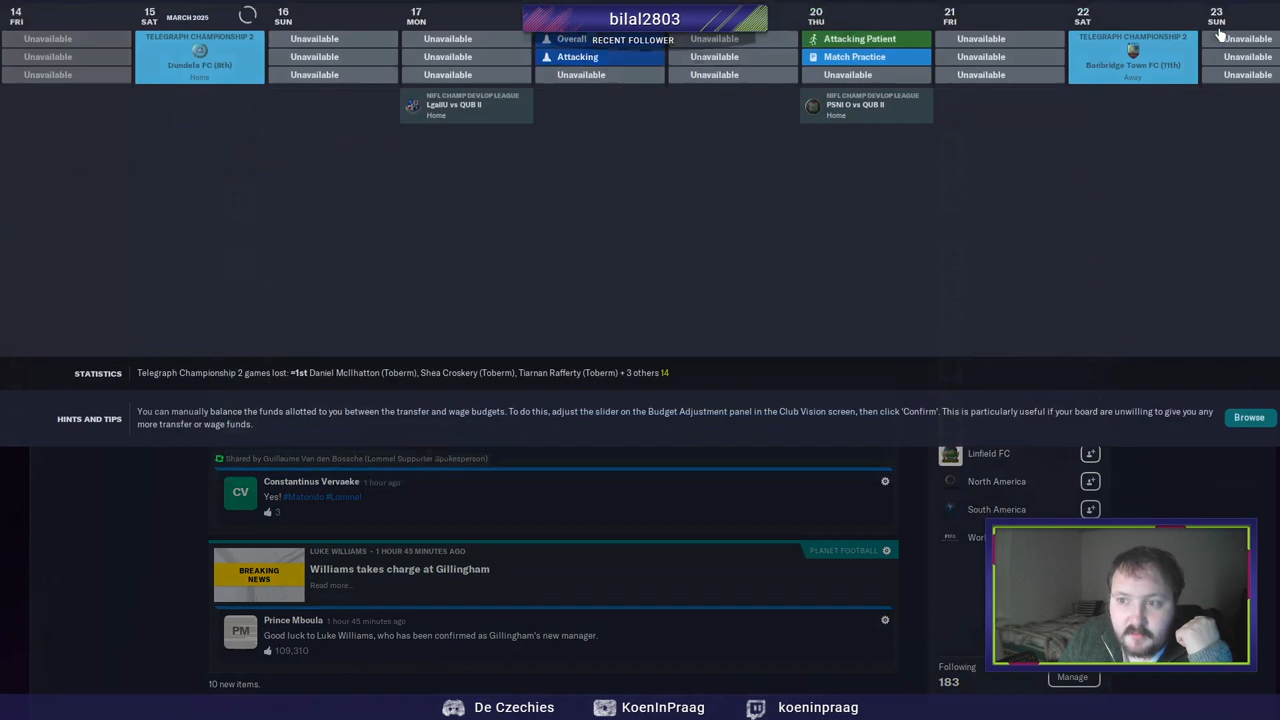 14
FRI
15
SAT
MARCH 2025
16
SUN
17
MON
bilal2803
RECENT FOLLOWER
20
THU
21
FRI
22
SAT
23
SUN
Unavailable
TELEGRAPH CHAMPIONSHIP 2
Unavailable
Unavailable
Overall
Unavailable
Attacking Patient
Unavailable
TELEGRAPH CHAMPIONSHIP 2
Unavailable
Unavailable
Dundela FC (8th)
Unavailable
Unavailable
Attacking
Unavailable
Match Practice
Unavailable
Banbridge Town FC (11th)
Unavailable
Unavailable
Home
Unavailable
Unavailable
Unavailable
Unavailable
Unavailable
Unavailable
Away
Unavailable
NIFL CHAMP DEVLOP LEAGUE
LgallU vs QUB II
Home
NIFL CHAMP DEVLOP LEAGUE
PSNI O vs QUB II
Home
STATISTICS
Telegraph Championship 2 games lost: =1st Daniel McIlhatton (Toberm), Shea Croskery (Toberm), Tiarnan Rafferty (Toberm) + 3 others 14
HINTS AND TIPS
You can manually balance the funds allotted to you between the transfer and wage budgets. To do this, adjust the slider on the Budget Adjustment panel in the Club Vision screen, then click 'Confirm'. This is particularly useful if your board are unwilling to give you any
more transfer or wage funds.
Browse
Shared by Guillaume Van den Bossche (Lommel Supporter Spokesperson)
CV
Constantinus Vervaeke 1 hour ago
Yes! #Matondo #Lommel
3
BREAKING
NEWS
LUKE WILLIAMS - 1 HOUR 45 MINUTES AGO
PLANET FOOTBALL
Williams takes charge at Gillingham
Read more...
PM
Prince Mboula 1 hour 45 minutes ago
Good luck to Luke Williams, who has been confirmed as Gillingham's new manager.
109,310
10 new items.
Linfield FC
North America
South America
FIFA
Following
183
Manage
De Czechies
KoenInPraag
koeninpraag